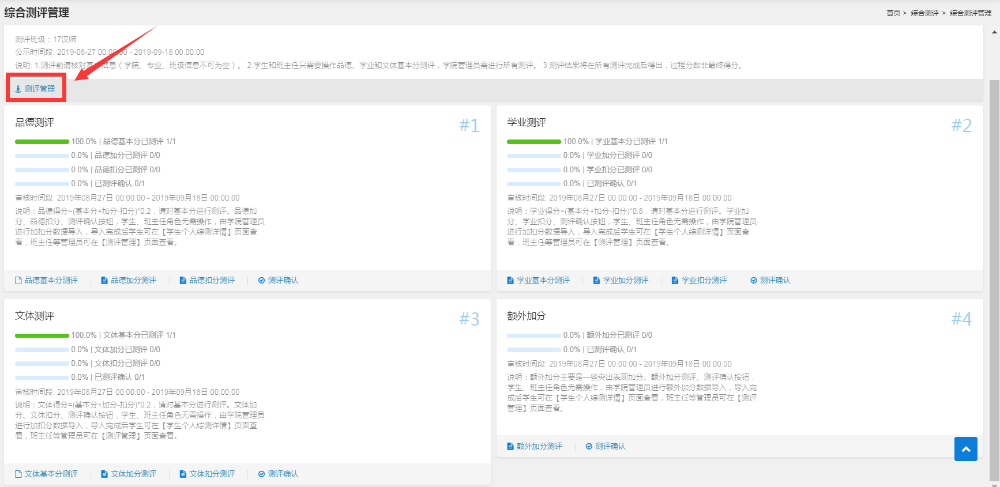 综合测评管理
首页 > 综合测评 > 综合测评管理
测评班级：17汉师
公示时间段: 2019-08-27 00:00:00 - 2019-09-18 00:00:00
说明: 1.测评前请核对基本信息（学院、专业、班级信息不可为空）。 2.学生和班主任只需要操作品德、学业和文体基本分测评，学院管理员需进行所有测评。 3.测评结果将在所有测评完成后得出，过程分数非最终得分。
测评管理
品德测评
#1
100.0% | 品德基本分已测评 1/1
0.0% | 品德加分已测评 0/0
0.0% | 品德扣分已测评 0/0
0.0% | 已测评确认 0/1
审核时间段: 2019年08月27日 00:00:00 - 2019年09月18日 00:00:00
说明：品德得分=(基本分+加分-扣分)*0.2，请对基本分进行测评。品德加
分、品德扣分、测评确认按钮，学生、班主任角色无需操作，由学院管理员
进行加扣分数据导入，导入完成后学生可在【学生个人综测详情】页面查
看，班主任等管理员可在【测评管理】页面查看。
品德基本分测评 品德加分测评 品德扣分测评 测评确认
学业测评
#2
100.0% | 学业基本分已测评 1/1
0.0% | 学业加分已测评 0/0
0.0% | 学业扣分已测评 0/0
0.0% | 已测评确认 0/1
审核时间段: 2019年08月27日 00:00:00 - 2019年09月18日 00:00:00
说明：学业得分=(基本分+加分-扣分)*0.8，请对基本分进行测评。学业加
分、学业扣分、测评确认按钮，学生、班主任角色无需操作，由学院管理员
进行加扣分数据导入，导入完成后学生可在【学生个人综测详情】页面查
看，班主任等管理员可在【测评管理】页面查看。
学业基本分测评 学业加分测评 学业扣分测评 测评确认
文体测评
#3
100.0% | 文体基本分已测评 1/1
0.0% | 文体加分已测评 0/0
0.0% | 文体扣分已测评 0/0
0.0% | 已测评确认 0/1
审核时间段: 2019年08月27日 00:00:00 - 2019年09月18日 00:00:00
说明：文体得分=(基本分+加分-扣分)*0.2，请对基本分进行测评。文体加
分、文体扣分、测评确认按钮，学生、班主任角色无需操作，由学院管理员
进行加扣分数据导入，导入完成后学生可在【学生个人综测详情】页面查
看，班主任等管理员可在【测评管理】页面查看。
文体基本分测评 文体加分测评 文体扣分测评 测评确认
额外加分
#4
0.0% | 额外加分已测评 0/0
0.0% | 已测评确认 0/1
审核时间段: 2019年08月27日 00:00:00 - 2019年09月18日 00:00:00
说明：额外加分主要是一些突出表现加分。额外加分测评、测评确认按钮，
学生、班主任角色无需操作，由学院管理员进行额外加分数据导入，导入完
成后学生可在【学生个人综测详情】页面查看，班主任等管理员可在【测评
管理】页面查看。
额外加分测评 测评确认